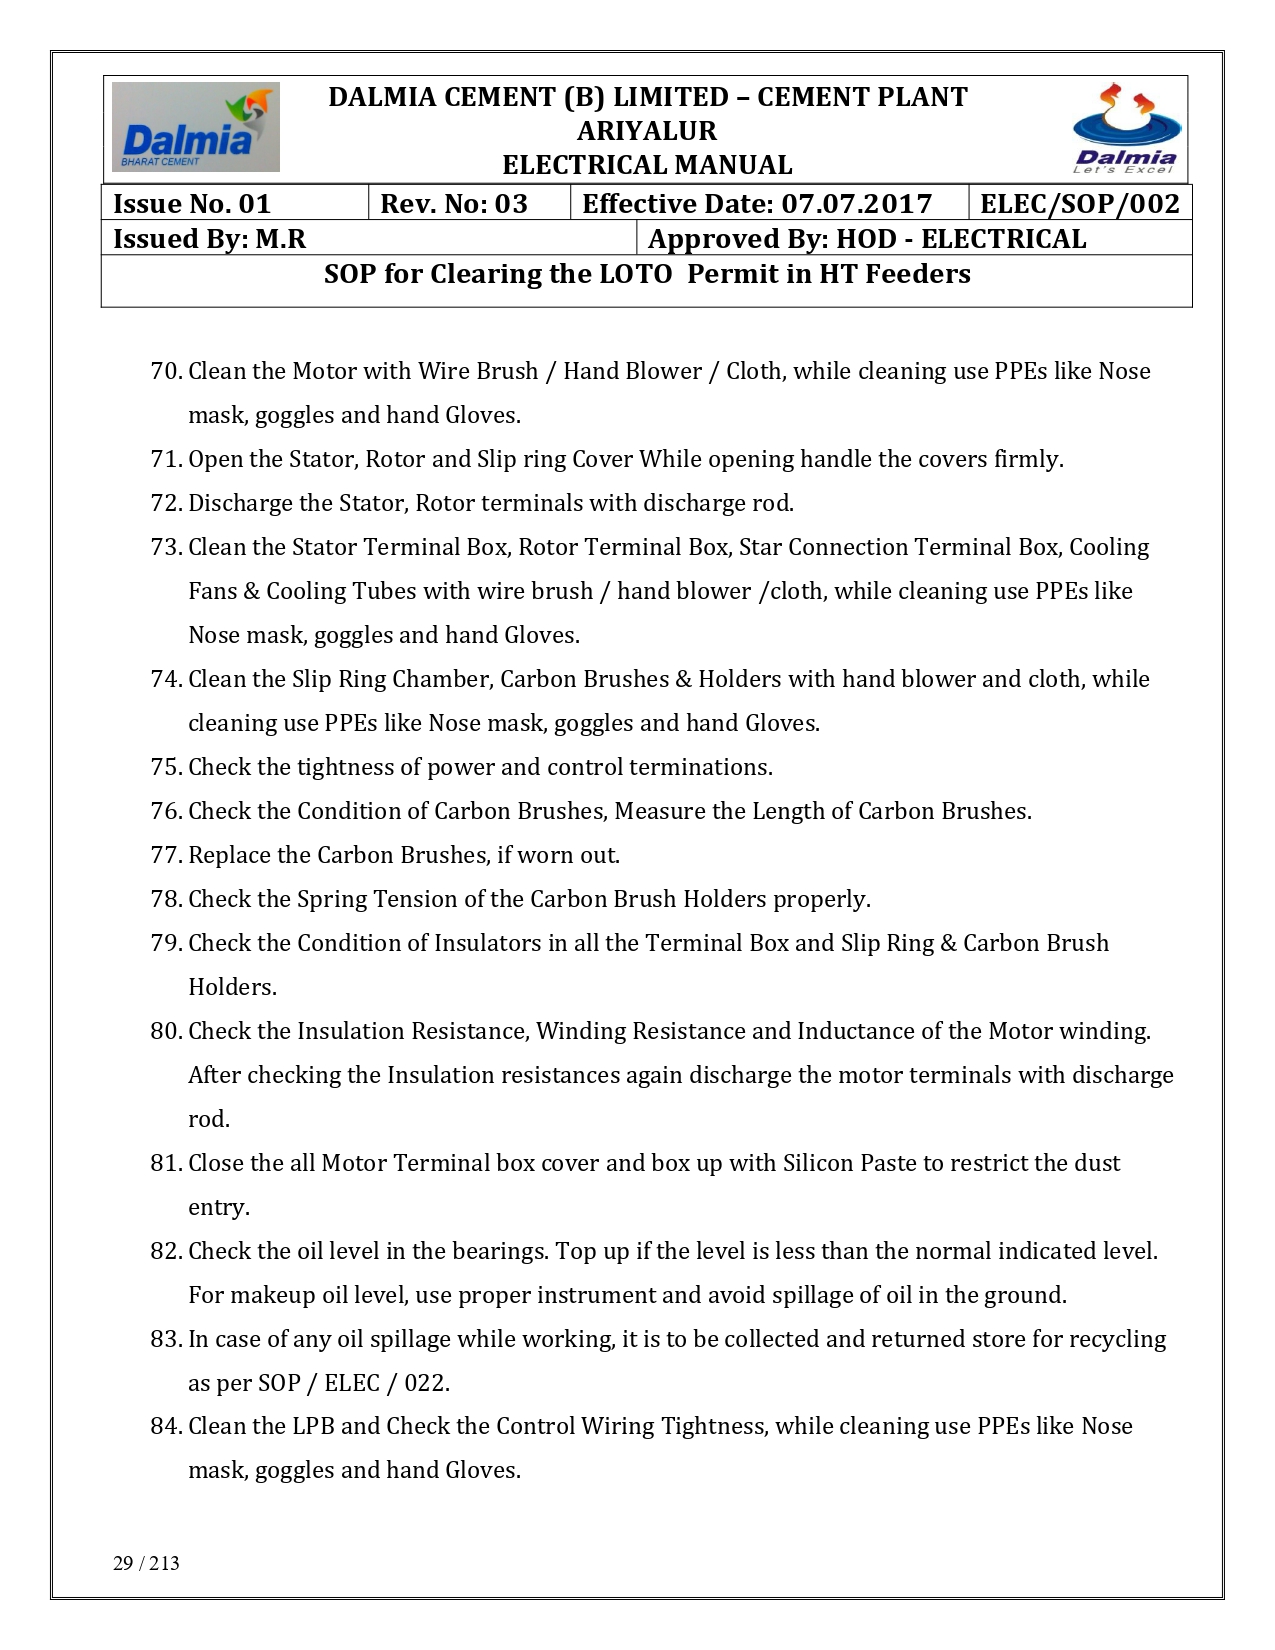 Dalmia
BHARAT CEMENT
DALMIA CEMENT (B) LIMITED – CEMENT PLANT
ARIYALUR
ELECTRICAL MANUAL
Dalmia
Let's Excel
Issue No. 01 Rev. No: 03 Effective Date: 07.07.2017 ELEC/SOP/002
Issued By: M.R Approved By: HOD - ELECTRICAL
SOP for Clearing the LOTO Permit in HT Feeders
70. Clean the Motor with Wire Brush / Hand Blower / Cloth, while cleaning use PPEs like Nose
mask, goggles and hand Gloves.
71. Open the Stator, Rotor and Slip ring Cover While opening handle the covers firmly.
72. Discharge the Stator, Rotor terminals with discharge rod.
73. Clean the Stator Terminal Box, Rotor Terminal Box, Star Connection Terminal Box, Cooling
Fans & Cooling Tubes with wire brush / hand blower /cloth, while cleaning use PPEs like
Nose mask, goggles and hand Gloves.
74. Clean the Slip Ring Chamber, Carbon Brushes & Holders with hand blower and cloth, while
cleaning use PPEs like Nose mask, goggles and hand Gloves.
75. Check the tightness of power and control terminations.
76. Check the Condition of Carbon Brushes, Measure the Length of Carbon Brushes.
77. Replace the Carbon Brushes, if worn out.
78. Check the Spring Tension of the Carbon Brush Holders properly.
79. Check the Condition of Insulators in all the Terminal Box and Slip Ring & Carbon Brush
Holders.
80. Check the Insulation Resistance, Winding Resistance and Inductance of the Motor winding.
After checking the Insulation resistances again discharge the motor terminals with discharge
rod.
81. Close the all Motor Terminal box cover and box up with Silicon Paste to restrict the dust
entry.
82. Check the oil level in the bearings. Top up if the level is less than the normal indicated level.
For makeup oil level, use proper instrument and avoid spillage of oil in the ground.
83. In case of any oil spillage while working, it is to be collected and returned store for recycling
as per SOP / ELEC / 022.
84. Clean the LPB and Check the Control Wiring Tightness, while cleaning use PPEs like Nose
mask, goggles and hand Gloves.
29 / 213